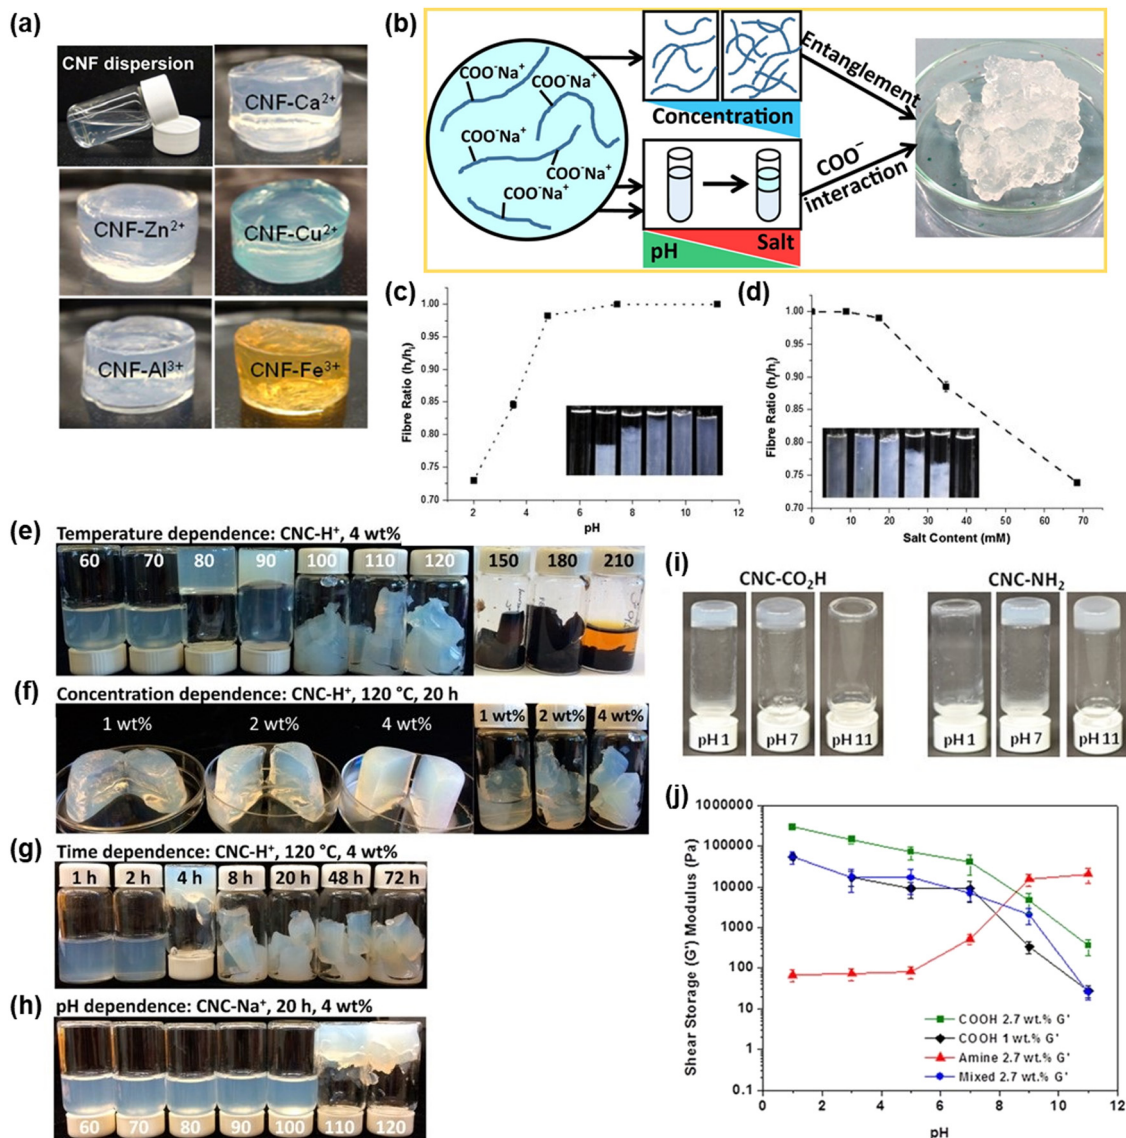 (a)
CNF dispersion
CNF-Ca²⁺
CNF-Zn²⁺
CNF-Cu²⁺
CNF-Al³⁺
CNF-Fe³⁺
(b)
COO⁻Na⁺
COO⁻Na⁺
COO⁻Na⁺
COO⁻Na⁺
COO⁻Na⁺
Concentration
Entanglement
COO⁻
interaction
pH
Salt
(c)
Fibre Ratio (hf/hi)
1.00
0.95
0.90
0.85
0.80
0.75
0.70
0 2 4 6 8 10 12
pH
(d)
Fibre Ratio (hf/hi)
1.00
0.95
0.90
0.85
0.80
0.75
0.70
0 10 20 30 40 50 60 70
Salt Content (mM)
(e) Temperature dependence: CNC-H⁺, 4 wt%
60 70 80 90 100 110 120 150 180 210
(f) Concentration dependence: CNC-H⁺, 120 °C, 20 h
1 wt% 2 wt% 4 wt% 1 wt% 2 wt% 4 wt%
(g) Time dependence: CNC-H⁺, 120 °C, 4 wt%
1 h 2 h 4 h 8 h 20 h 48 h 72 h
(h) pH dependence: CNC-Na⁺, 20 h, 4 wt%
60 70 80 90 100 110 120
(i)
CNC-CO₂H CNC-NH₂
pH 1 pH 7 pH 11 pH 1 pH 7 pH 11
(j)
Shear Storage (G') Modulus (Pa)
1000000
100000
10000
1000
100
10
1
0.1
COOH 2.7 wt.% G'
COOH 1 wt.% G'
Amine 2.7 wt.% G'
Mixed 2.7 wt.% G'
0 2 4 6 8 10 12
pH